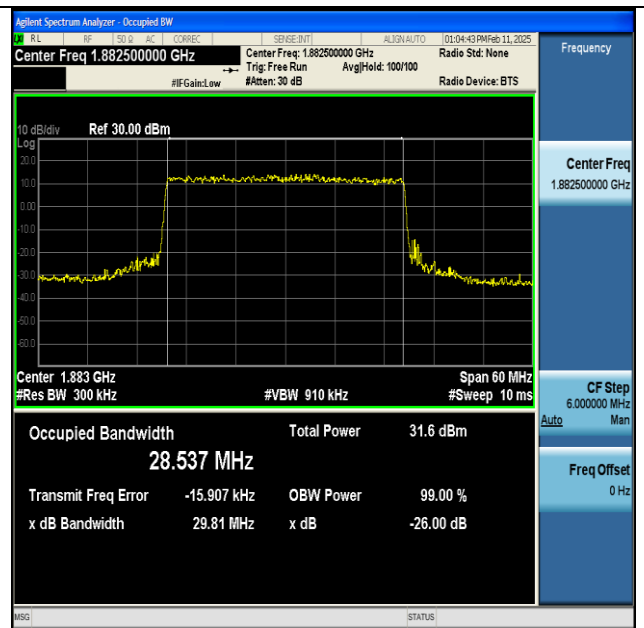 Agilent Spectrum Analyzer - Occupied BW
RL RF 50 Ω AC CORREC SENSE:INT ALIGN AUTO 01:04:43 PM Feb 11, 2025
Center Freq 1.882500000 GHz
Center Freq: 1.882500000 GHz Radio Std: None
Trig: Free Run Avg|Hold: 100/100
#IFGain:Low #Atten: 30 dB Radio Device: BTS
Frequency
10 dB/div Ref 30.00 dBm
Log
20.0
10.0
0.00
-10.0
-20.0
-30.0
-40.0
-50.0
-60.0
Center 1.883 GHz Span 60 MHz
#Res BW 300 kHz #VBW 910 kHz #Sweep 10 ms
Occupied Bandwidth Total Power 31.6 dBm
28.537 MHz
Transmit Freq Error -15.907 kHz OBW Power 99.00 %
x dB Bandwidth 29.81 MHz x dB -26.00 dB
Center Freq
1.882500000 GHz
CF Step
6.000000 MHz
Auto Man
Freq Offset
0 Hz
MSG STATUS